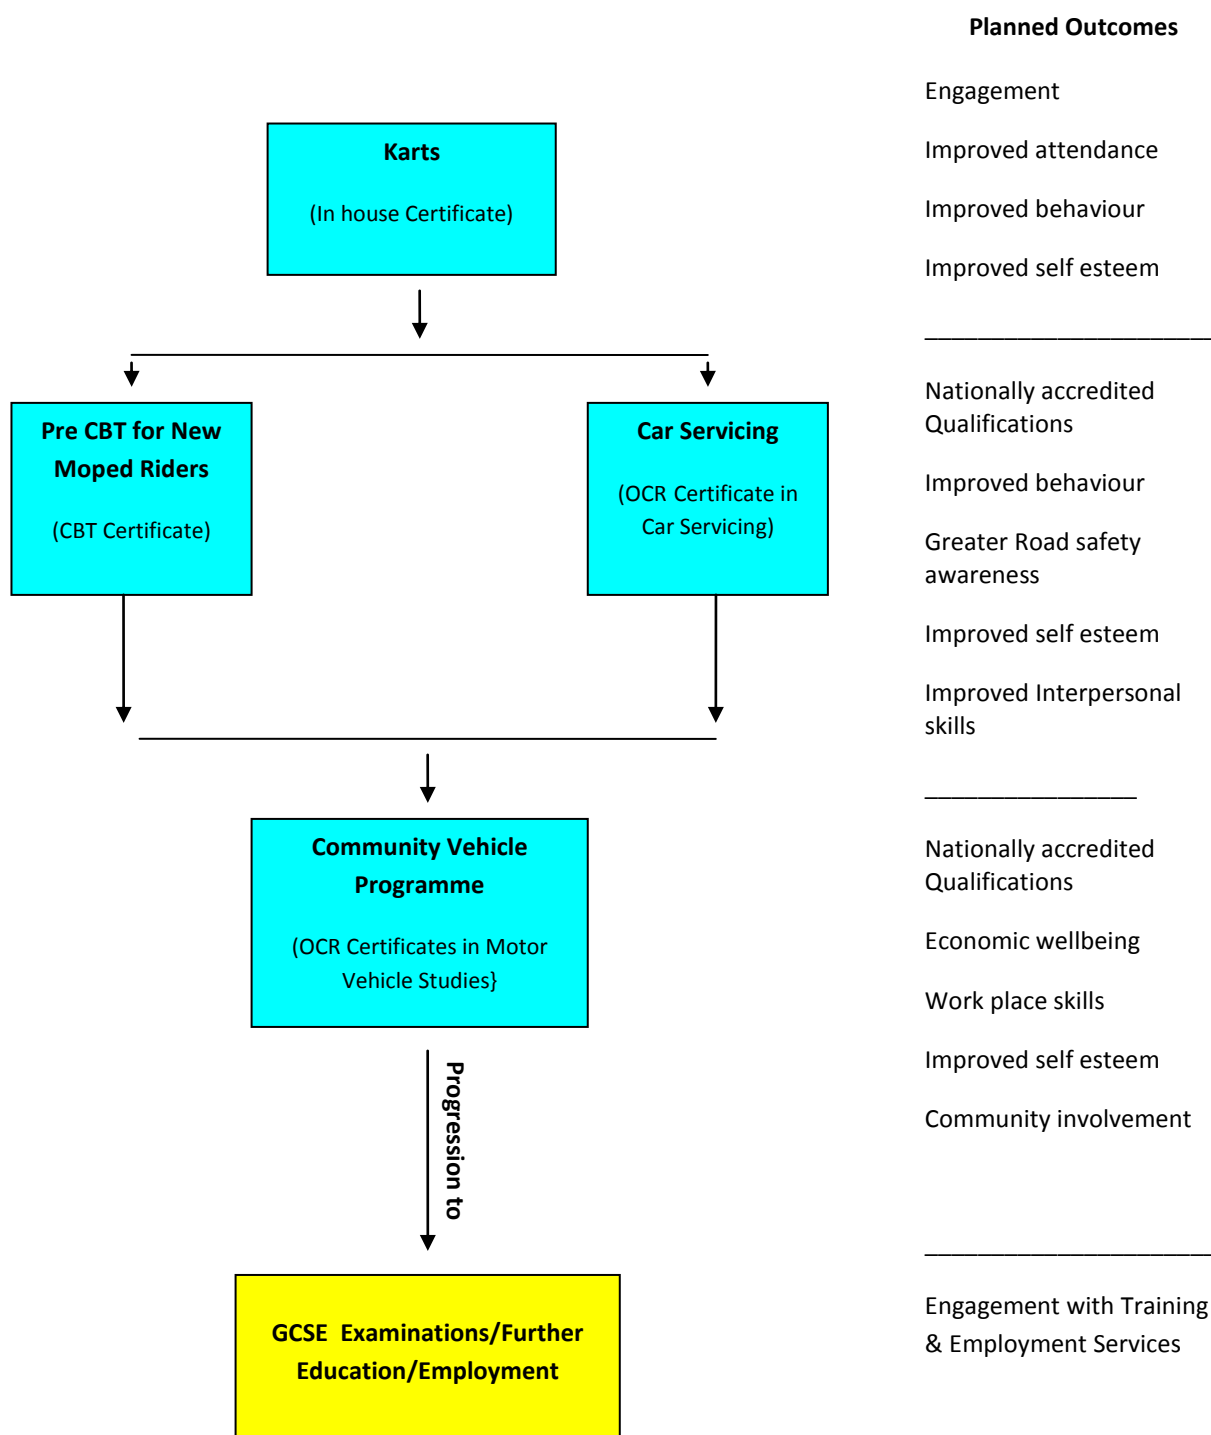 Planned Outcomes
Engagement
Improved attendance
Improved behaviour
Improved self esteem
Karts
(In house Certificate)
Pre CBT for New
Moped Riders
(CBT Certificate)
Car Servicing
(OCR Certificate in
Car Servicing)
Nationally accredited
Qualifications
Improved behaviour
Greater Road safety
awareness
Improved self esteem
Improved Interpersonal
skills
Community Vehicle
Programme
(OCR Certificates in Motor
Vehicle Studies}
Nationally accredited
Qualifications
Economic wellbeing
Work place skills
Improved self esteem
Community involvement
Progression to
GCSE  Examinations/Further
Education/Employment
Engagement with Training
& Employment Services